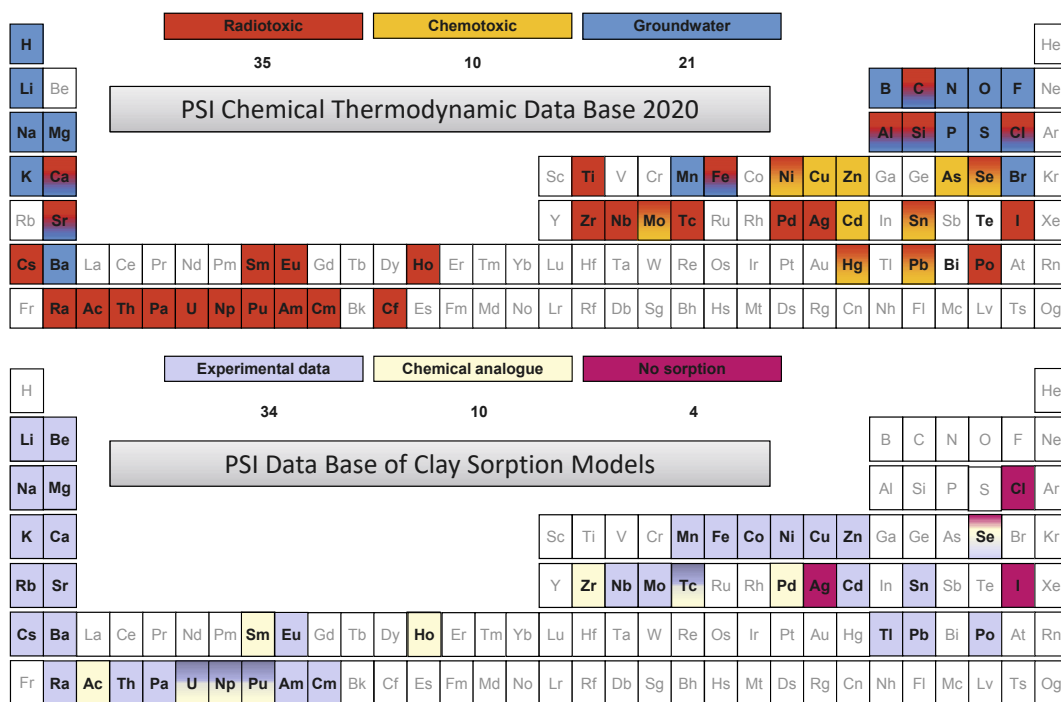 Radiotoxic Chemotoxic Groundwater
H He
35 10 21
Li Be B C N O F Ne
PSI Chemical Thermodynamic Data Base 2020
Na Mg Al Si P S Cl Ar
K Ca Sc Ti V Cr Mn Fe Co Ni Cu Zn Ga Ge As Se Br Kr
Rb Sr Y Zr Nb Mo Tc Ru Rh Pd Ag Cd In Sn Sb Te I Xe
Cs Ba La Ce Pr Nd Pm Sm Eu Gd Tb Dy Ho Er Tm Yb Lu Hf Ta W Re Os Ir Pt Au Hg Tl Pb Bi Po At Rn
Fr Ra Ac Th Pa U Np Pu Am Cm Bk Cf Es Fm Md No Lr Rf Db Sg Bh Hs Mt Ds Rg Cn Nh Fl Mc Lv Ts Og
Experimental data Chemical analogue No sorption
H He
34 10 4
Li Be B C N O F Ne
PSI Data Base of Clay Sorption Models
Na Mg Al Si P S Cl Ar
K Ca Sc Ti V Cr Mn Fe Co Ni Cu Zn Ga Ge As Se Br Kr
Rb Sr Y Zr Nb Mo Tc Ru Rh Pd Ag Cd In Sn Sb Te I Xe
Cs Ba La Ce Pr Nd Pm Sm Eu Gd Tb Dy Ho Er Tm Yb Lu Hf Ta W Re Os Ir Pt Au Hg Tl Pb Bi Po At Rn
Fr Ra Ac Th Pa U Np Pu Am Cm Bk Cf Es Fm Md No Lr Rf Db Sg Bh Hs Mt Ds Rg Cn Nh Fl Mc Lv Ts Og